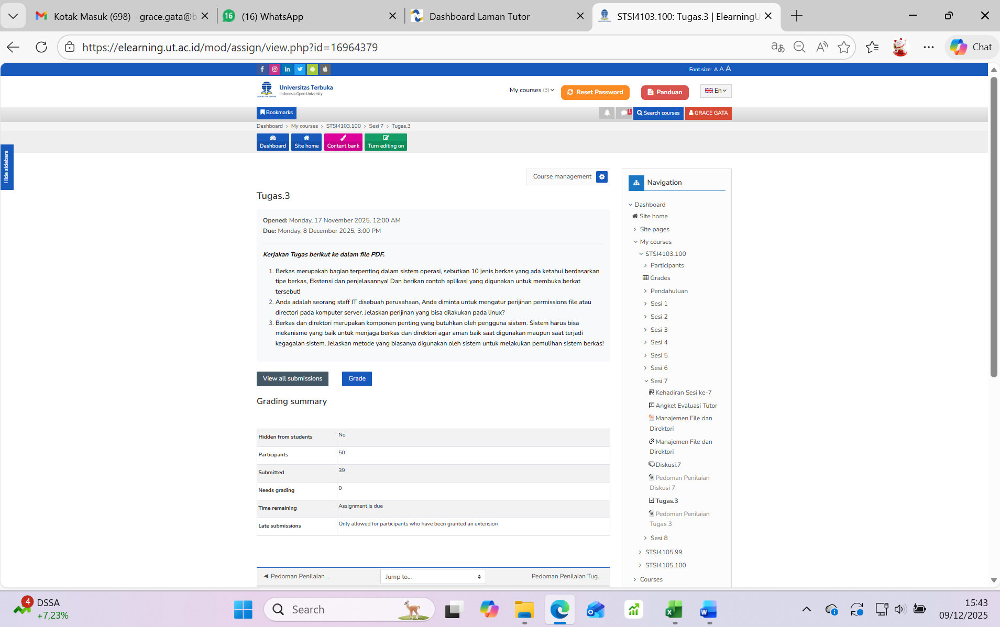 Kotak Masuk (698) - grace.gata@b
16 (16) WhatsApp
Dashboard Laman Tutor
STSI4103.100: Tugas.3 | ElearningU
https://elearning.ut.ac.id/mod/assign/view.php?id=16964379
Chat
Font size: A A A
Universitas Terbuka
Indonesia Open University
UNIVERSITAS TERBUKA
My courses (3)
Reset Password
Panduan
En
Bookmarks
1
Search courses
GRACE GATA
Dashboard > My courses > STSI4103.100 > Sesi 7 > Tugas.3
Dashboard
Site home
Content bank
Turn editing on
Hide sidebars
Course management
Tugas.3
Opened: Monday, 17 November 2025, 12:00 AM
Due: Monday, 8 December 2025, 3:00 PM
Kerjakan Tugas berikut ke dalam file PDF.
1. Berkas merupakah bagian terpenting dalam sistem operasi, sebutkan 10 jenis berkas yang ada ketahui berdasarkan
tipe berkas, Ekstensi dan penjelasannya! Dan berikan contoh aplikasi yang digunakan untuk membuka berkat
tersebut!
2. Anda adalah seorang staff IT disebuah perusahaan, Anda diminta untuk mengatur perijinan permissions file atau
directori pada komputer server. Jelaskan perijinan yang bisa dilakukan pada linux?
3. Berkas dan direktori merupakan komponen penting yang butuhkan oleh pengguna sistem. Sistem harus bisa
mekanisme yang baik untuk menjaga berkas dan direktori agar aman baik saat digunakan maupun saat terjadi
kegagalan sistem. Jelaskan metode yang biasanya digunakan oleh sistem untuk melakukan pemulihan sistem berkas!
View all submissions
Grade
Grading summary
Hidden from students No
Participants 50
Submitted 39
Needs grading 0
Time remaining Assignment is due
Late submissions Only allowed for participants who have been granted an extension
◄ Pedoman Penilaian ...
Jump to...
Pedoman Penilaian Tug...
Navigation
Dashboard
Site home
Site pages
My courses
STSI4103.100
Participants
Grades
Pendahuluan
Sesi 1
Sesi 2
Sesi 3
Sesi 4
Sesi 5
Sesi 6
Sesi 7
Kehadiran Sesi ke-7
Angket Evaluasi Tutor
Manajemen File dan
Direktori
Manajemen File dan
Direktori
Diskusi.7
Pedoman Penilaian
Diskusi 7
Tugas.3
Pedoman Penilaian
Tugas 3
Sesi 8
STSI4105.99
STSI4105.100
Courses
4
DSSA
+7,23%
Search
15:43
09/12/2025